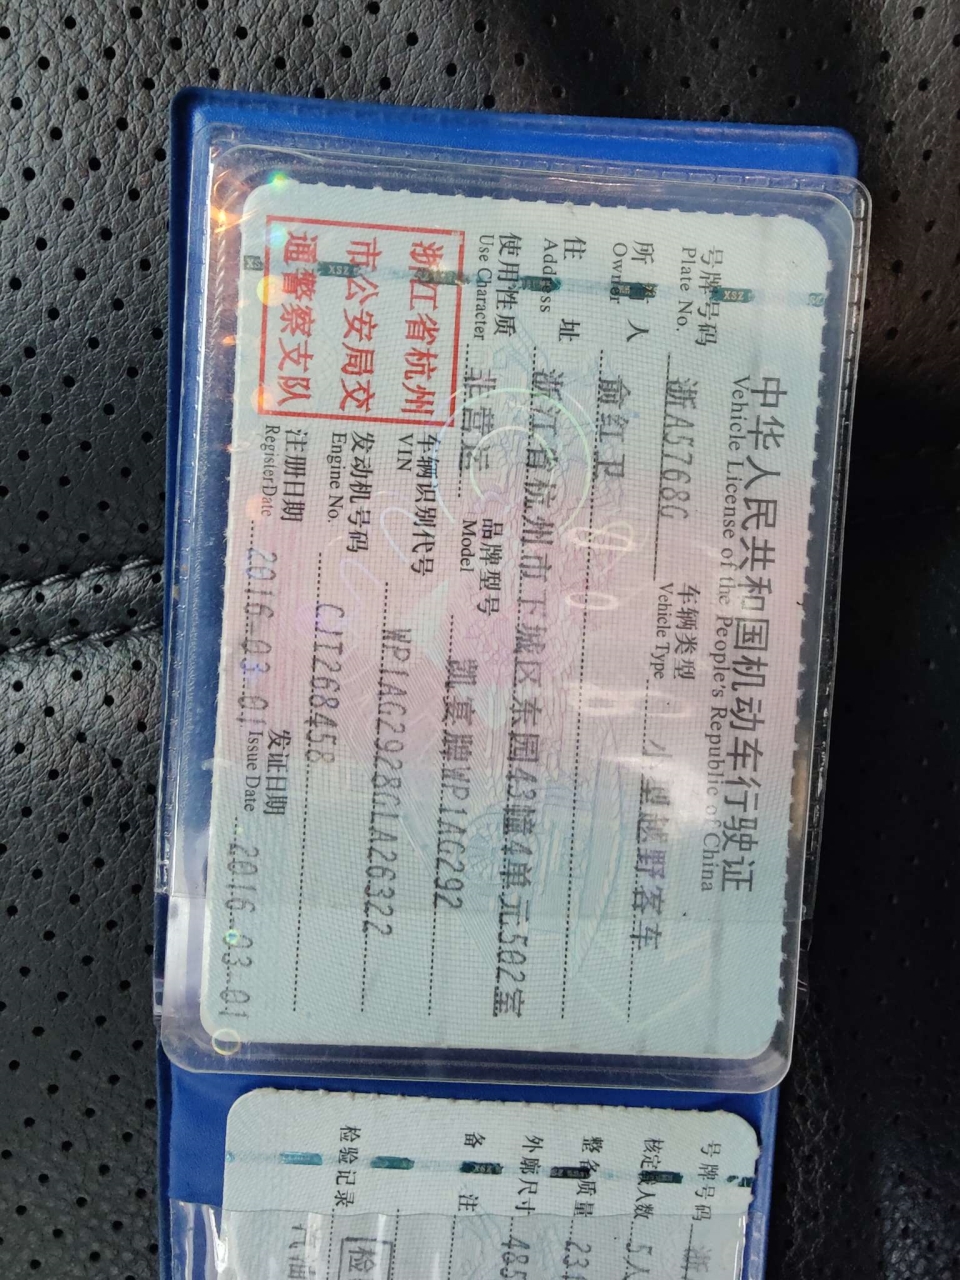 中华人民共和国机动车行驶证
Vehicle License of the People's Republic of China
号牌号码 浙A5768G 车辆类型 小型越野客车
Plate No. Vehicle Type
所有人 俞红卫
Owner
住址 浙江省杭州市下城区东园43幢4单元502室
Address
使用性质 非营运 品牌型号 凯宴牌WP1AG292
Use Character Model
浙江省杭州
市公安局交
通警察支队
车辆识别代号 WP1AG2928GLA26322
VIN
发动机号码 CJT268458
Engine No.
注册日期 2016-03-01 发证日期 2016-03-01
Register Date Issue Date
号牌号码 浙
核定载人数 5人
整备质量
外廓尺寸 485
备注
检
检验记录